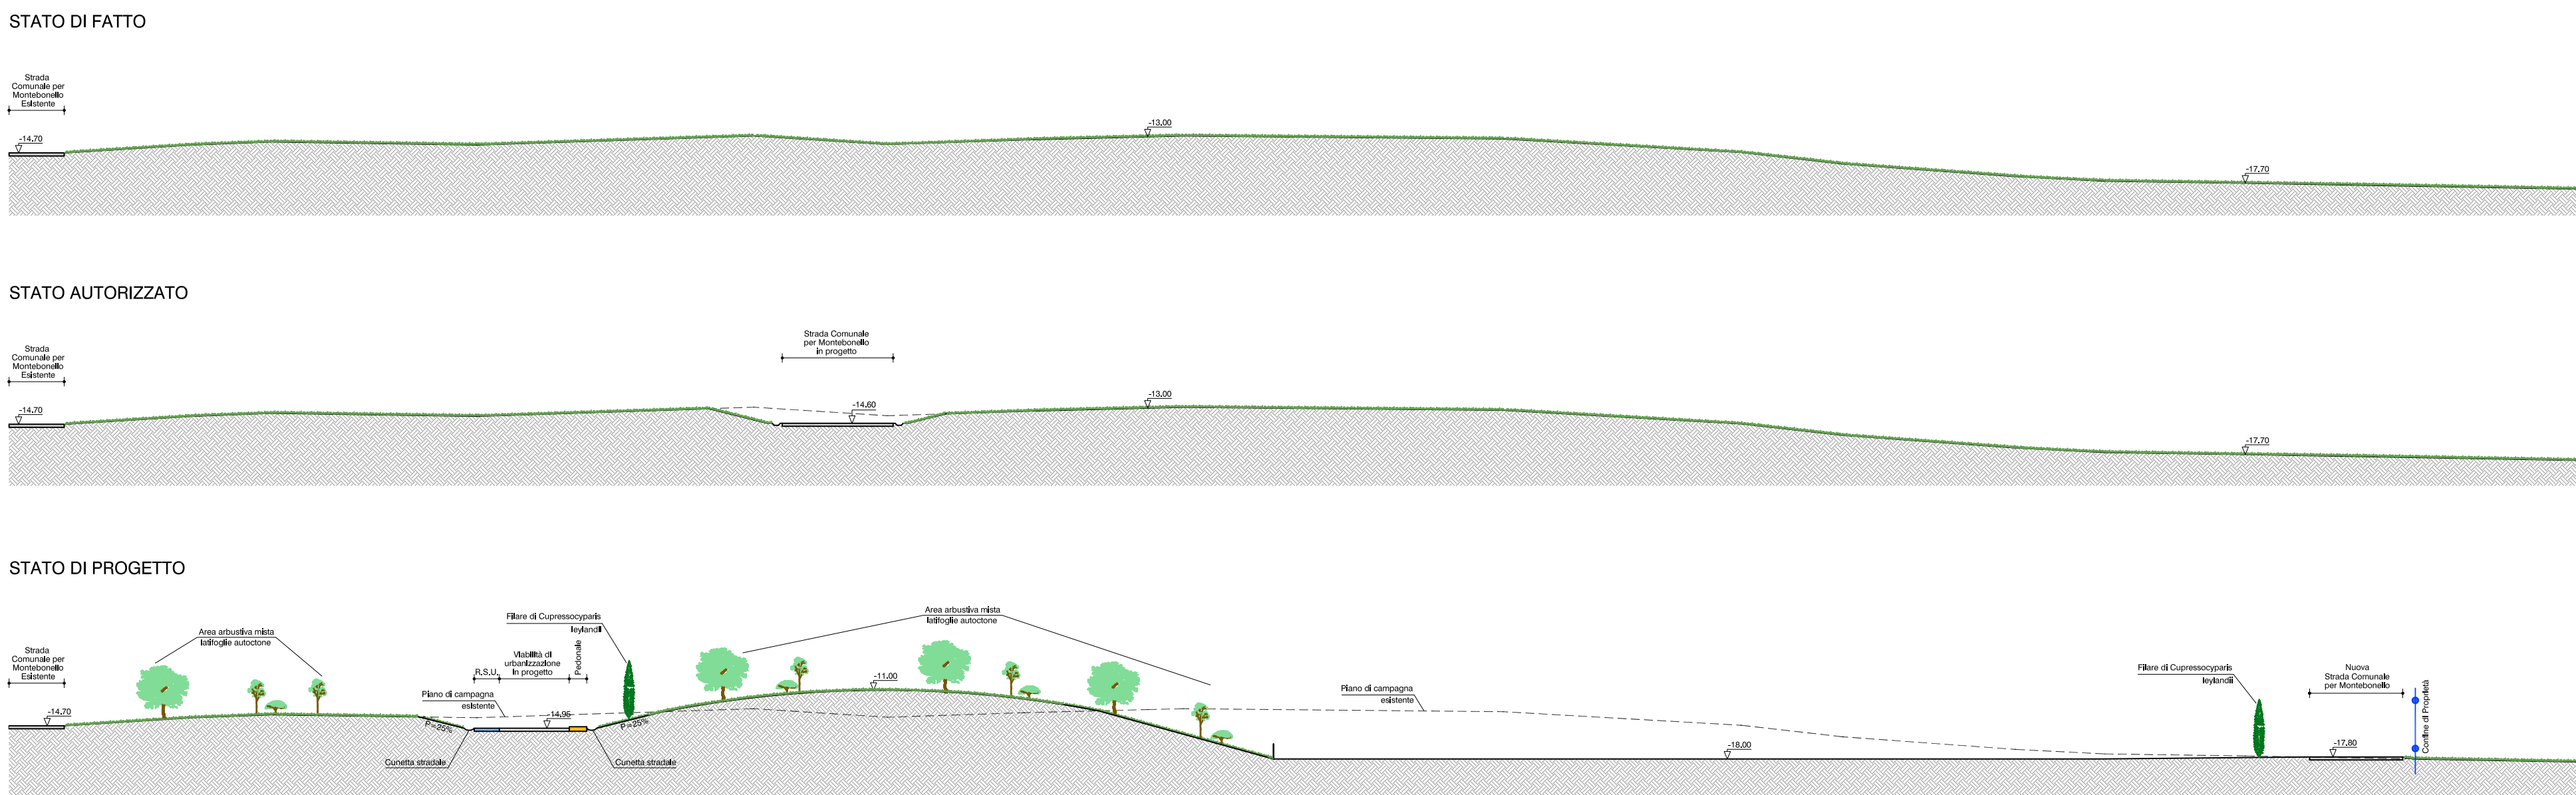 STATO DI FATTO
Strada
Comunale per
Montebonello
Esistente
-14.70
-13.00
-17.70
STATO AUTORIZZATO
Strada
Comunale per
Montebonello
Esistente
-14.70
Strada Comunale
per Montebonello
in progetto
-14.60
-13.00
-17.70
STATO DI PROGETTO
Strada
Comunale per
Montebonello
Esistente
-14.70
Area arbustiva mista
latifoglie autoctone
Piano di campagna
esistente
P=25%
Cunetta stradale
R.S.U.
Viabilità di
urbanizzazione
in progetto
Pedonale
-14.95
Filare di Cupressocyparis
leylandii
P=25%
Cunetta stradale
Area arbustiva mista
latifoglie autoctone
-11.00
Piano di campagna
esistente
-18.00
Filare di Cupressocyparis
leylandii
Nuova
Strada Comunale
per Montebonello
-17.80
Confine di Proprietà